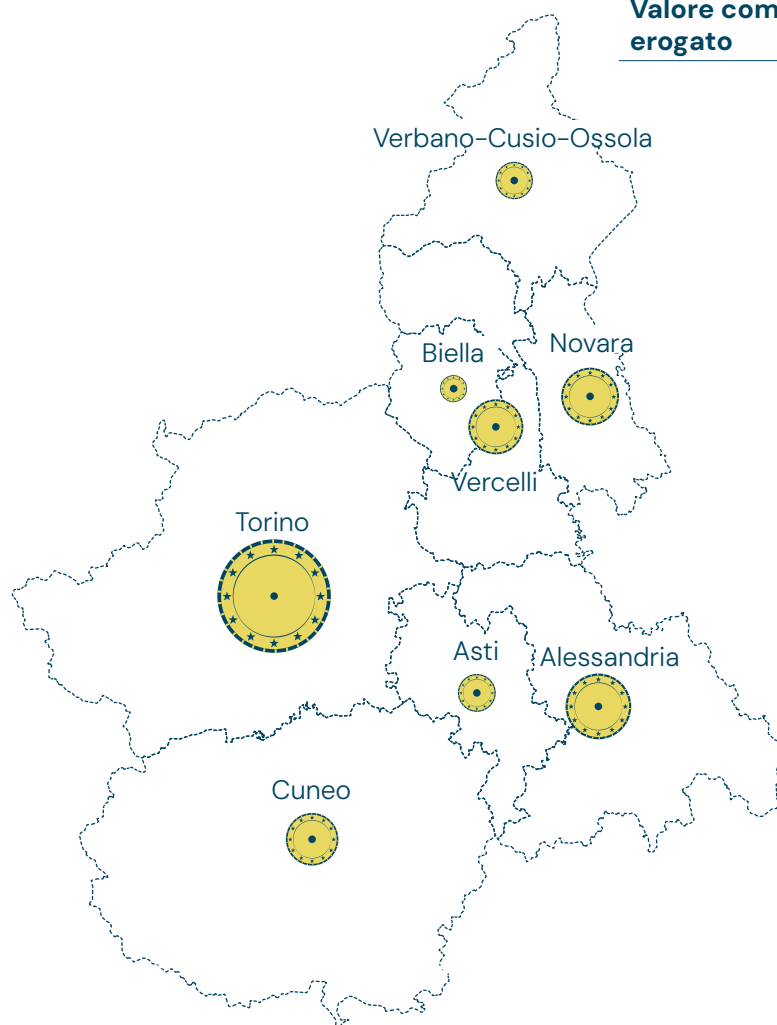 Valore com
erogato
Verbano-Cusio-Ossola
Biella
Novara
Vercelli
Torino
Asti
Alessandria
Cuneo